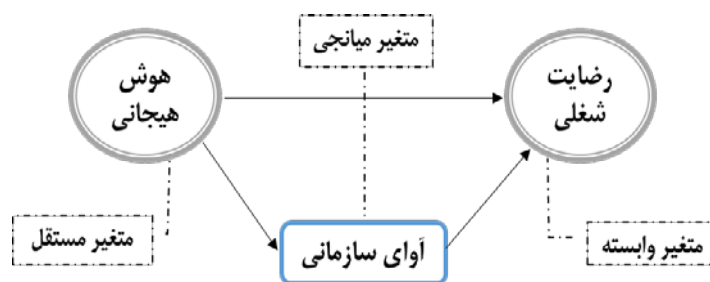 متغیر میانجی
هوش
هیجانی
رضایت
شغلی
متغیر مستقل
آوای سازمانی
متغیر وابسته